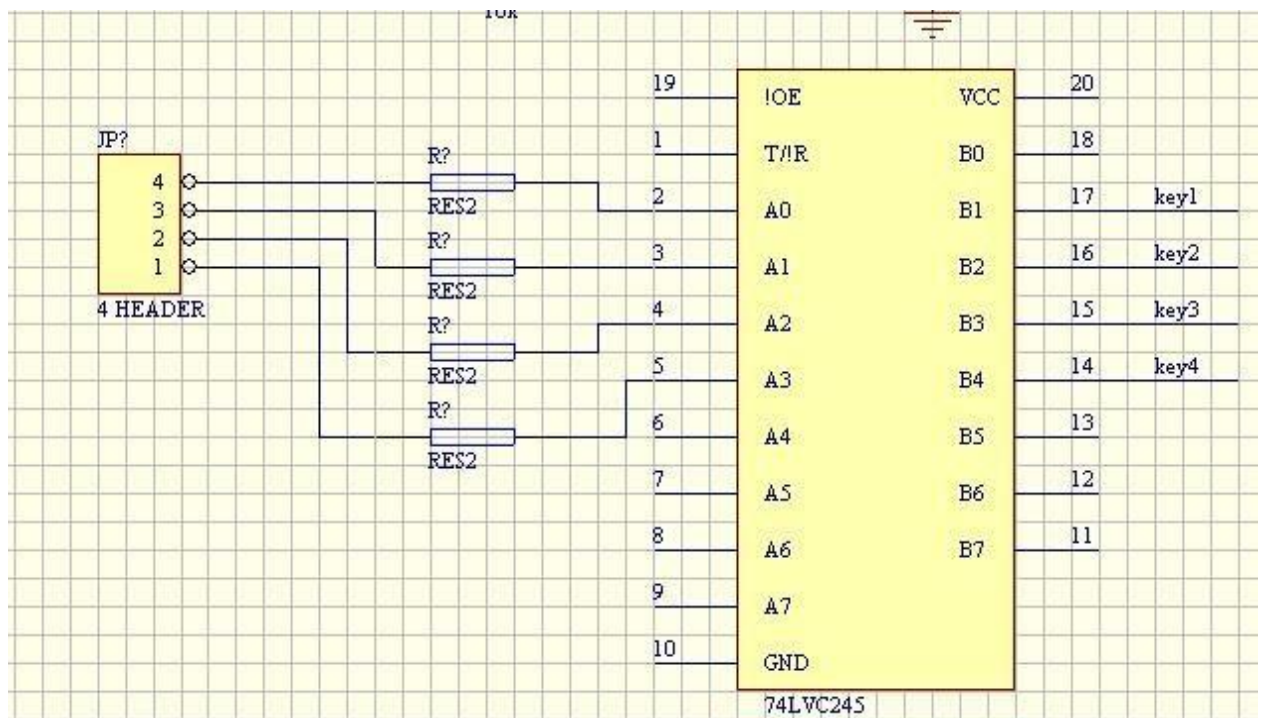 10k
19 !OE VCC 20
JP?
1 T/!R B0 18
R?
4
RES2
2 A0 B1 17 key1
3
R?
2
3 A1 B2 16 key2
1
RES2
4 HEADER
4 A2 B3 15 key3
R?
RES2
5 A3 B4 14 key4
R?
6 A4 B5 13
RES2
7 A5 B6 12
8 A6 B7 11
9 A7
10 GND
74LVC245